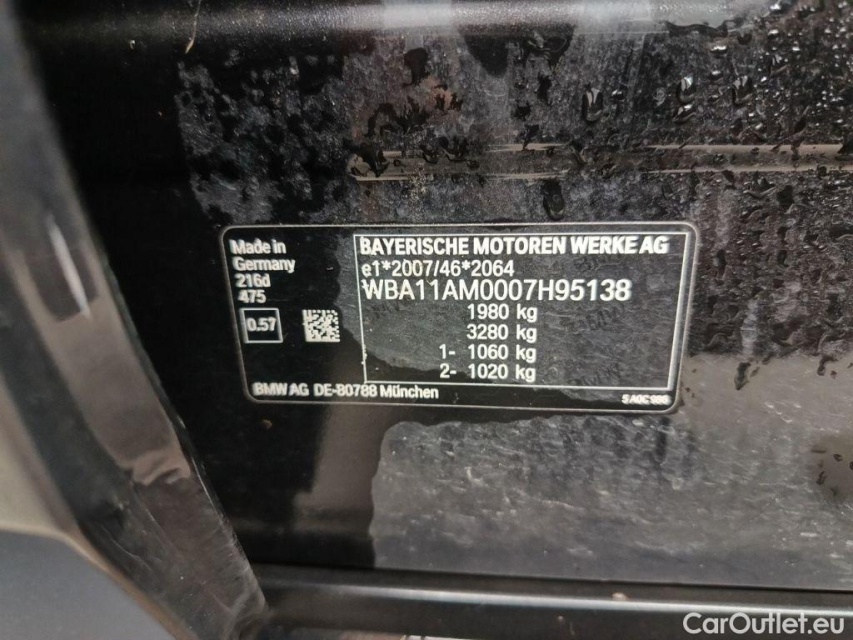 Made in
Germany
216d
475
0.57
BAYERISCHE MOTOREN WERKE AG
e1*2007/46*2064
WBA11AM0007H95138
1980 kg
3280 kg
1- 1060 kg
2- 1020 kg
BMW AG DE-80788 München
CarOutlet.eu